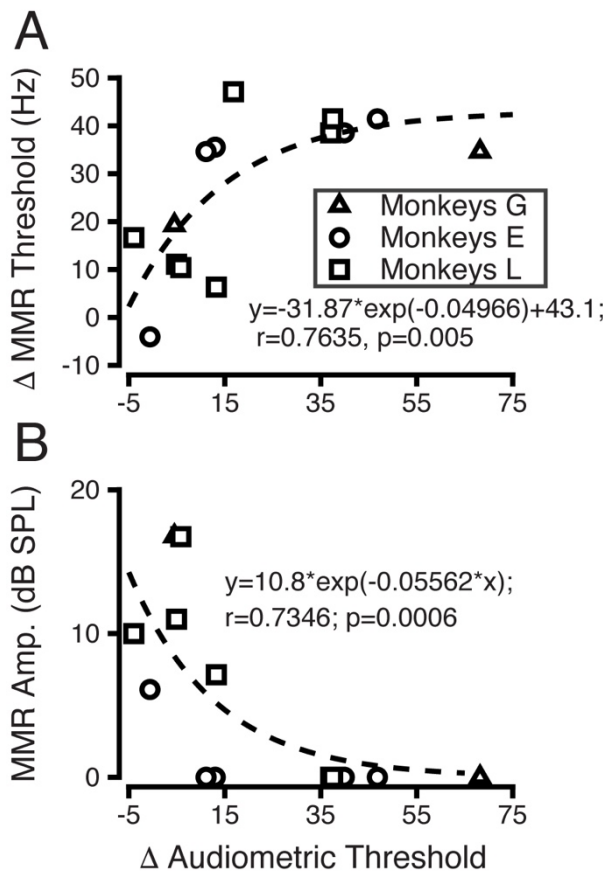 A
Δ MMR Threshold (Hz)
50
40
30
20
10
0
-10
Monkeys G
Monkeys E
Monkeys L
y=-31.87*exp(-0.04966)+43.1;
r=0.7635, p=0.005
-5 15 35 55 75
B
MMR Amp. (dB SPL)
20
10
0
y=10.8*exp(-0.05562*x);
r=0.7346; p=0.0006
-5 15 35 55 75
Δ Audiometric Threshold